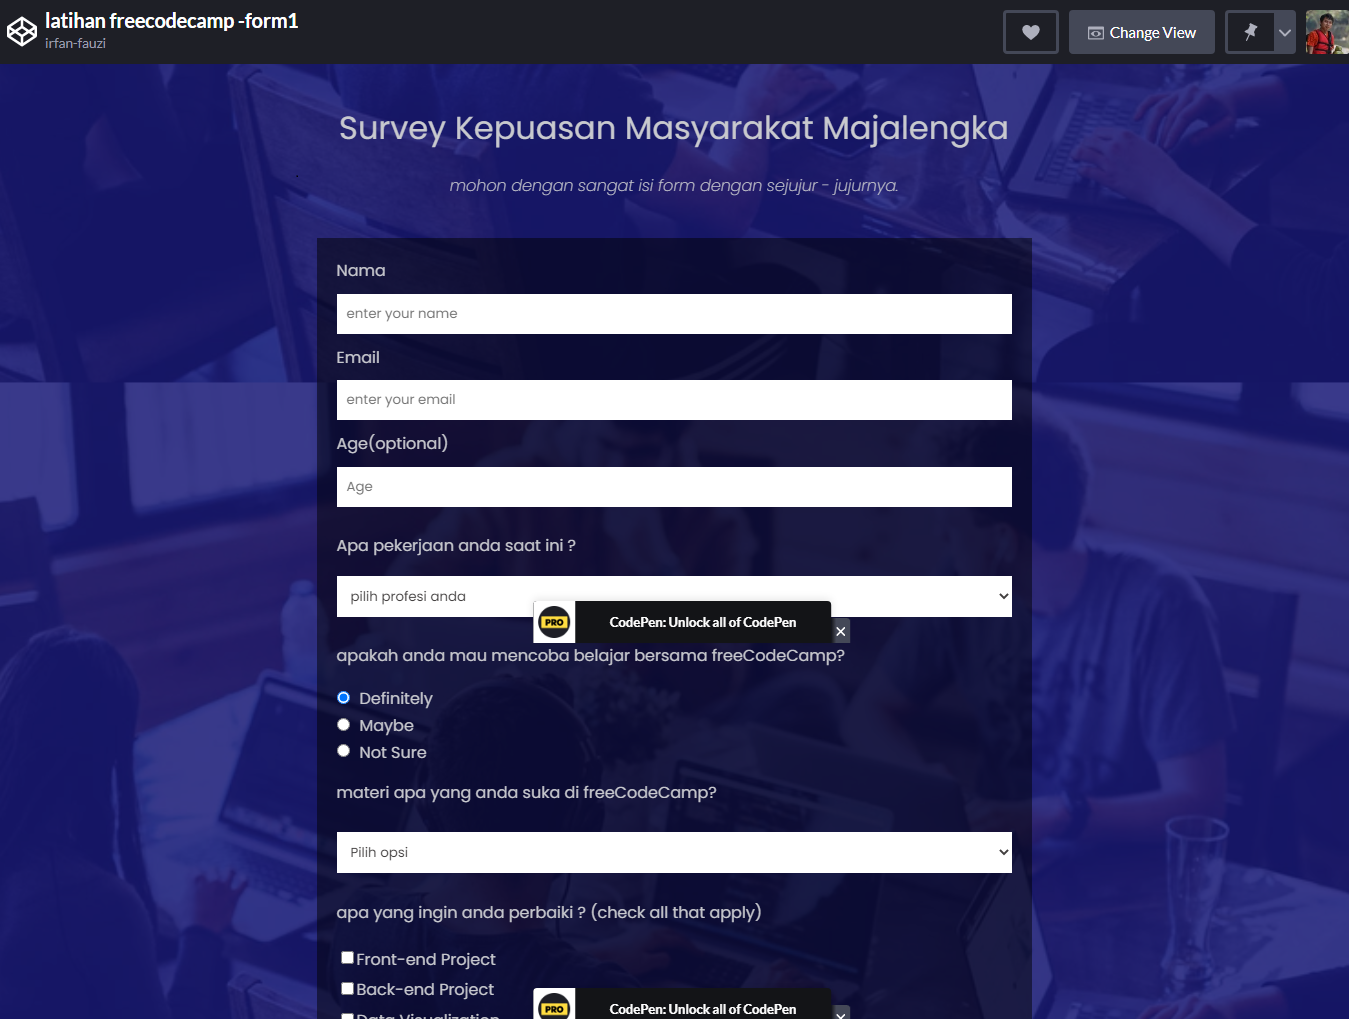 latihan freecodecamp -form1
irfan-fauzi
Change View
Survey Kepuasan Masyarakat Majalengka
mohon dengan sangat isi form dengan sejujur - jujurnya.
Nama
enter your name
Email
enter your email
Age(optional)
Age
Apa pekerjaan anda saat ini ?
pilih profesi anda
PRO
CodePen: Unlock all of CodePen
apakah anda mau mencoba belajar bersama freeCodeCamp?
Definitely
Maybe
Not Sure
materi apa yang anda suka di freeCodeCamp?
Pilih opsi
apa yang ingin anda perbaiki ? (check all that apply)
Front-end Project
Back-end Project
PRO
CodePen: Unlock all of CodePen
Data Visualization